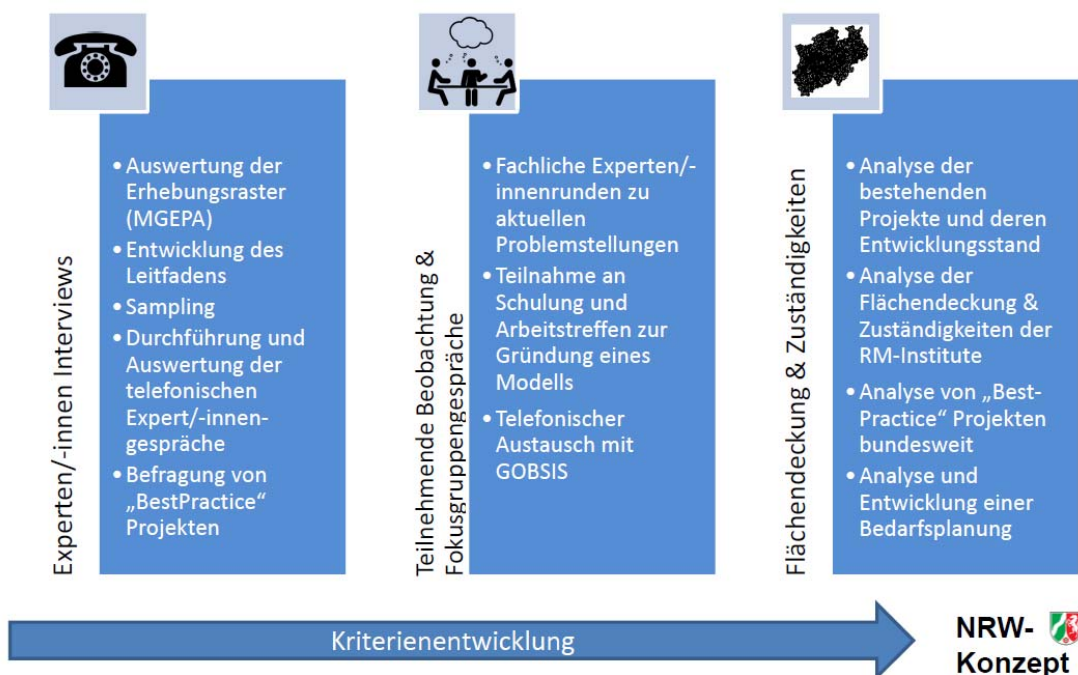 Experten/-innen Interviews
• Auswertung der
Erhebungsraster
(MGEPA)
• Entwicklung des
Leitfadens
• Sampling
• Durchführung und
Auswertung der
telefonischen
Expert/-innen-
gespräche
• Befragung von
„BestPractice“
Projekten
Teilnehmende Beobachtung &
Fokusgruppengespräche
• Fachliche Experten/-
innenrunden zu
aktuellen
Problemstellungen
• Teilnahme an
Schulung und
Arbeitstreffen zur
Gründung eines
Modells
• Telefonischer
Austausch mit
GOBSIS
Flächendeckung & Zuständigkeiten
• Analyse der
bestehenden
Projekte und deren
Entwicklungsstand
• Analyse der
Flächendeckung &
Zuständigkeiten der
RM-Institute
• Analyse von „Best-
Practice“ Projekten
bundesweit
• Analyse und
Entwicklung einer
Bedarfsplanung
Kriterienentwicklung
NRW-
Konzept